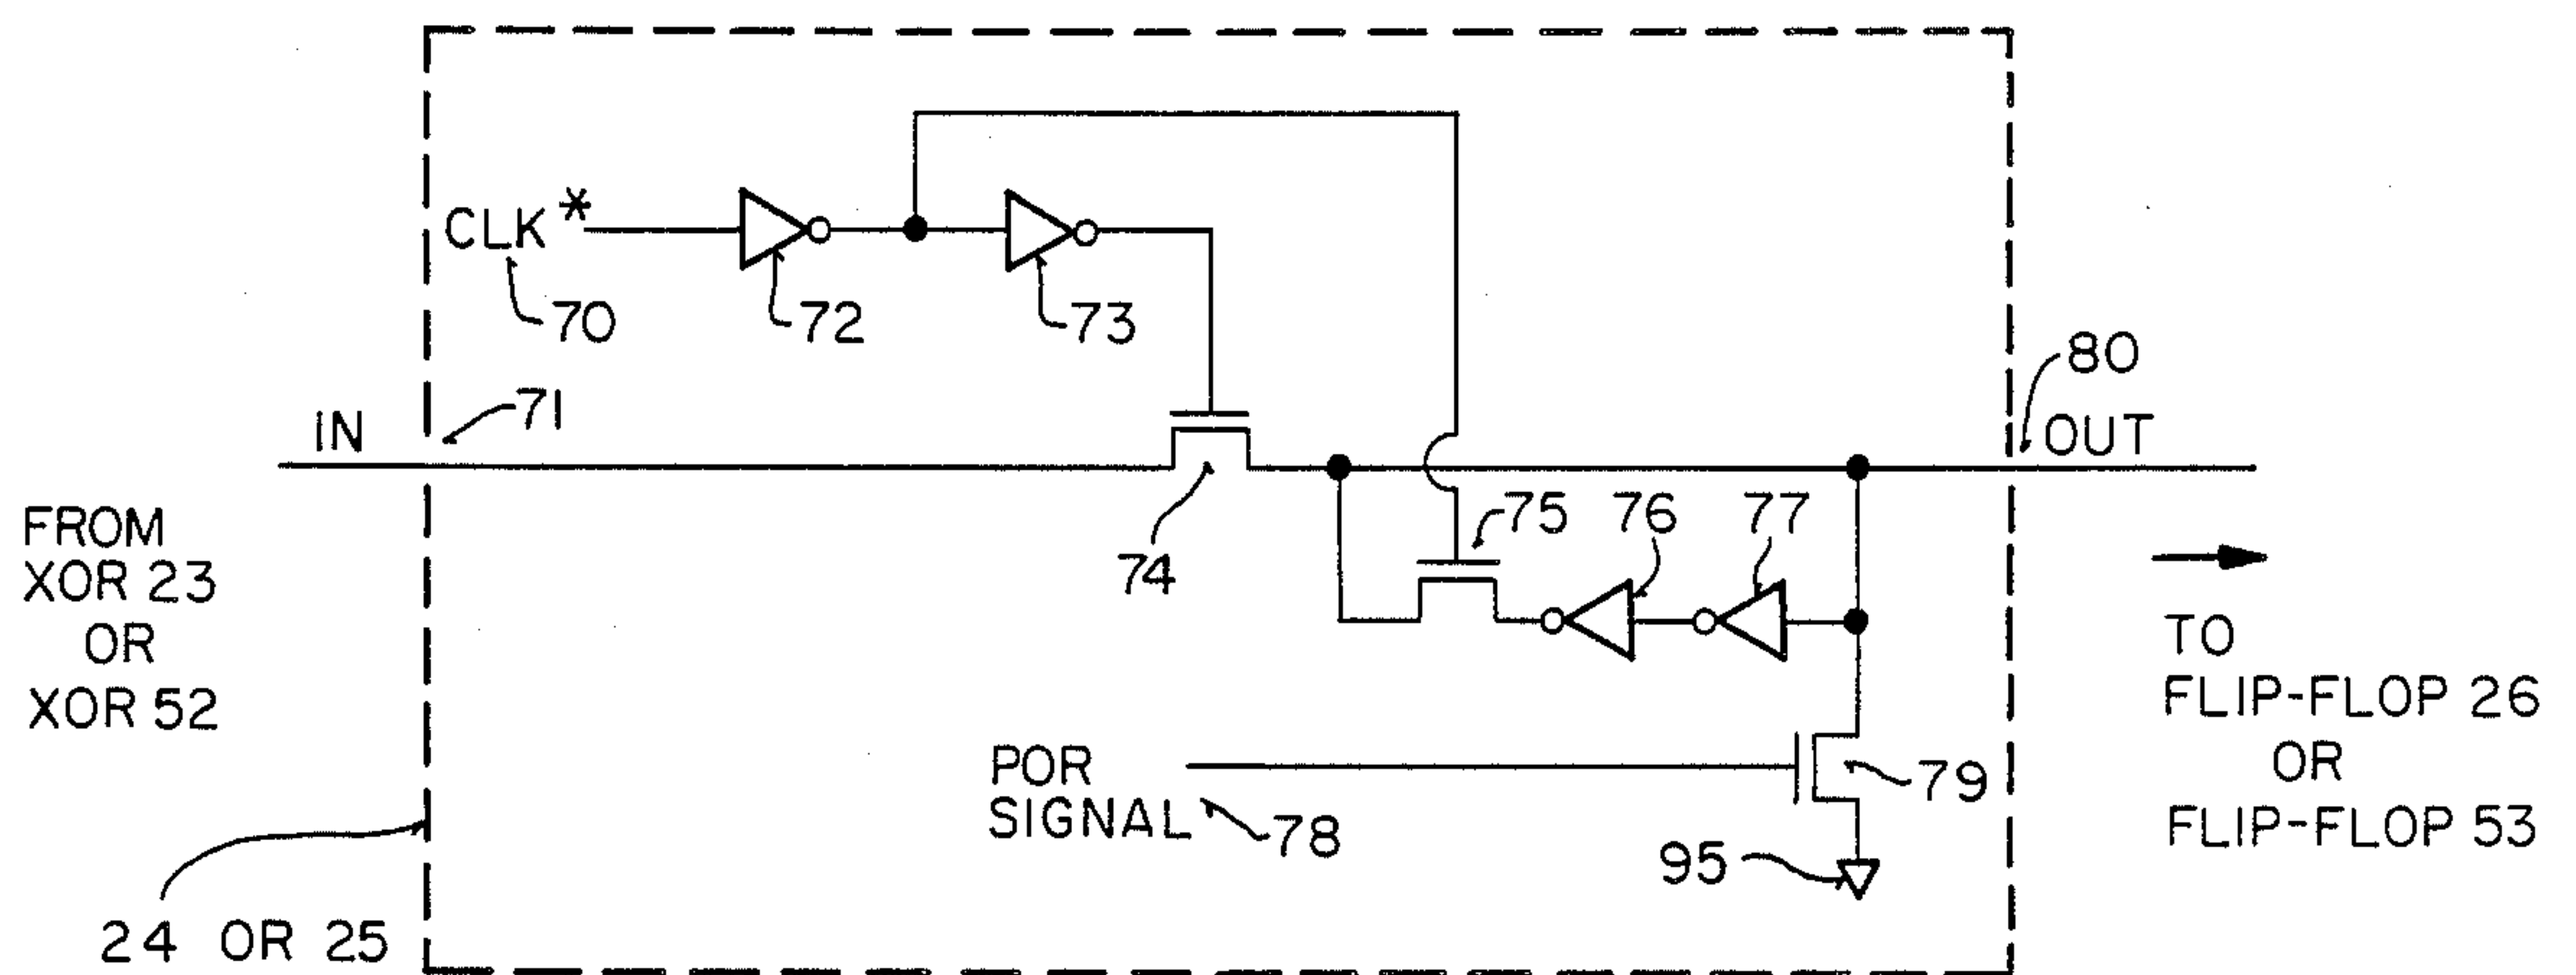 CLK*
70
72
73
80
IN
71
OUT
75
76
77
74
FROM
XOR 23
OR
XOR 52
TO
FLIP-FLOP 26
OR
FLIP-FLOP 53
POR
SIGNAL
78
79
95
24 OR 25